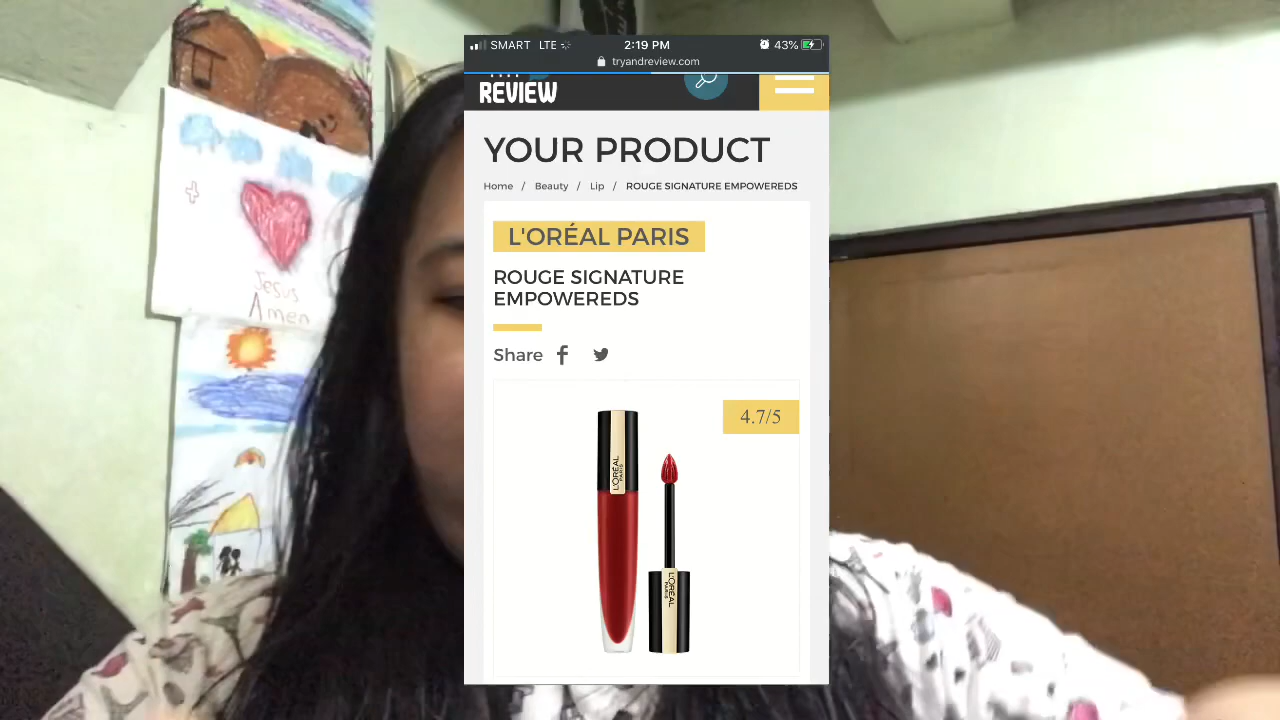 SMART LTE
2:19 PM
43%
tryandreview.com
REVIEW
YOUR PRODUCT
Home / Beauty / Lip / ROUGE SIGNATURE EMPOWEREDS
L'ORÉAL PARIS
ROUGE SIGNATURE
EMPOWEREDS
Share
4.7/5
L'ORÉAL
PARIS
L'ORÉAL
PARIS
Jesus
Amen